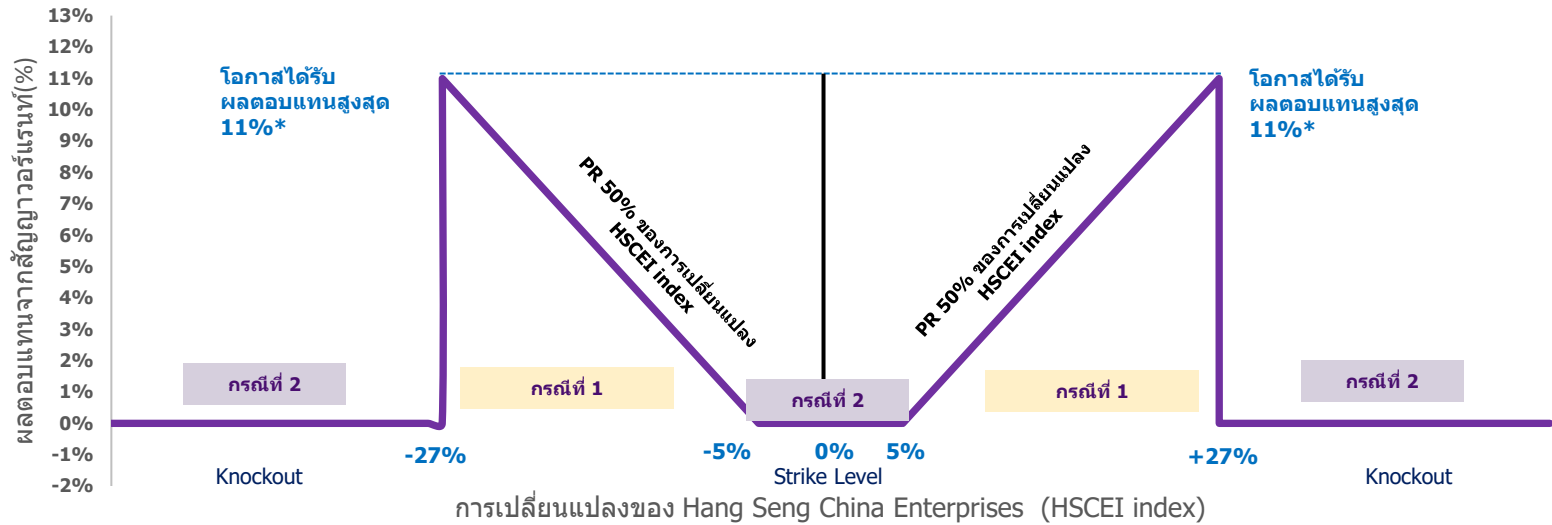 13%
12%
11%
10%
9%
8%
7%
6%
5%
4%
3%
2%
1%
0%
-1%
-2%
ผลตอบแทนจากสัญญาวอร์แรนท์(%)
โอกาสได้รับ
ผลตอบแทนสูงสุด
11%*
PR 50% ของการเปลี่ยนแปลง
HSCEI index
PR 50% ของการเปลี่ยนแปลง
HSCEI index
โอกาสได้รับ
ผลตอบแทนสูงสุด
11%*
กรณีที่ 2
กรณีที่ 1
กรณีที่ 2
กรณีที่ 1
กรณีที่ 2
-27%
-5%
0%
5%
+27%
Knockout
Strike Level
Knockout
การเปลี่ยนแปลงของ Hang Seng China Enterprises (HSCEI index)